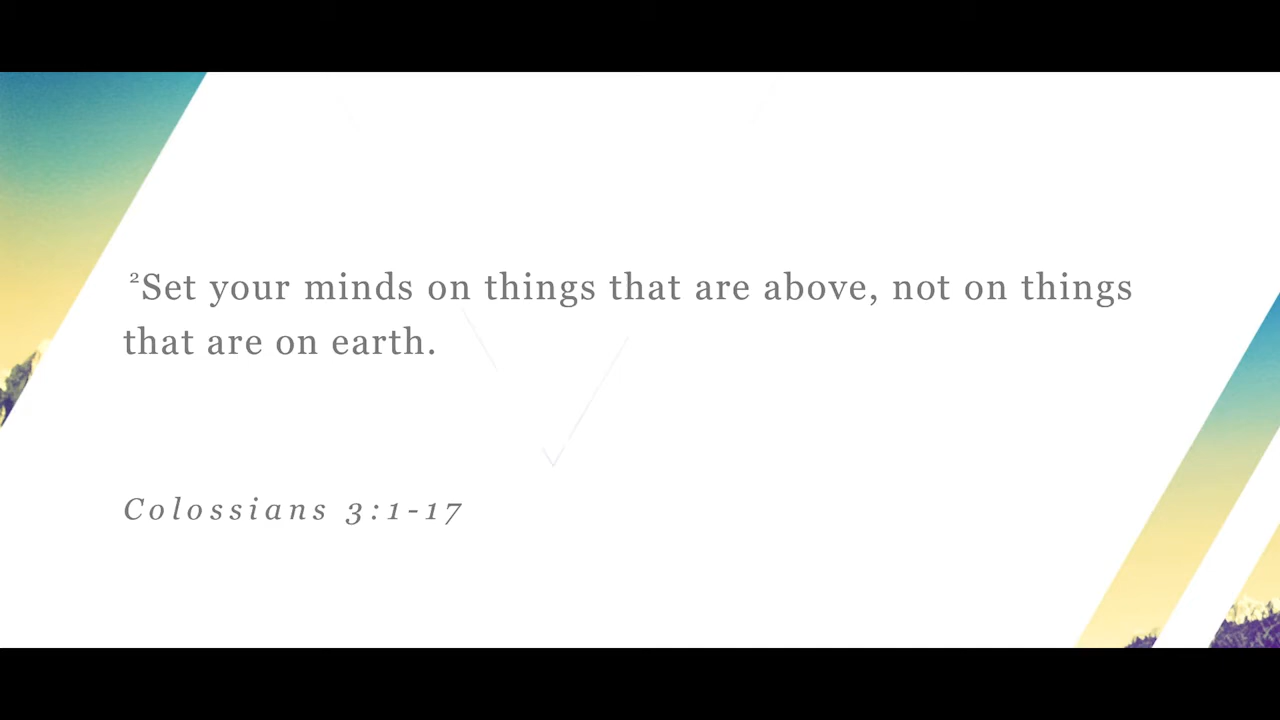 ²Set your minds on things that are above, not on things
that are on earth.
Colossians 3:1-17